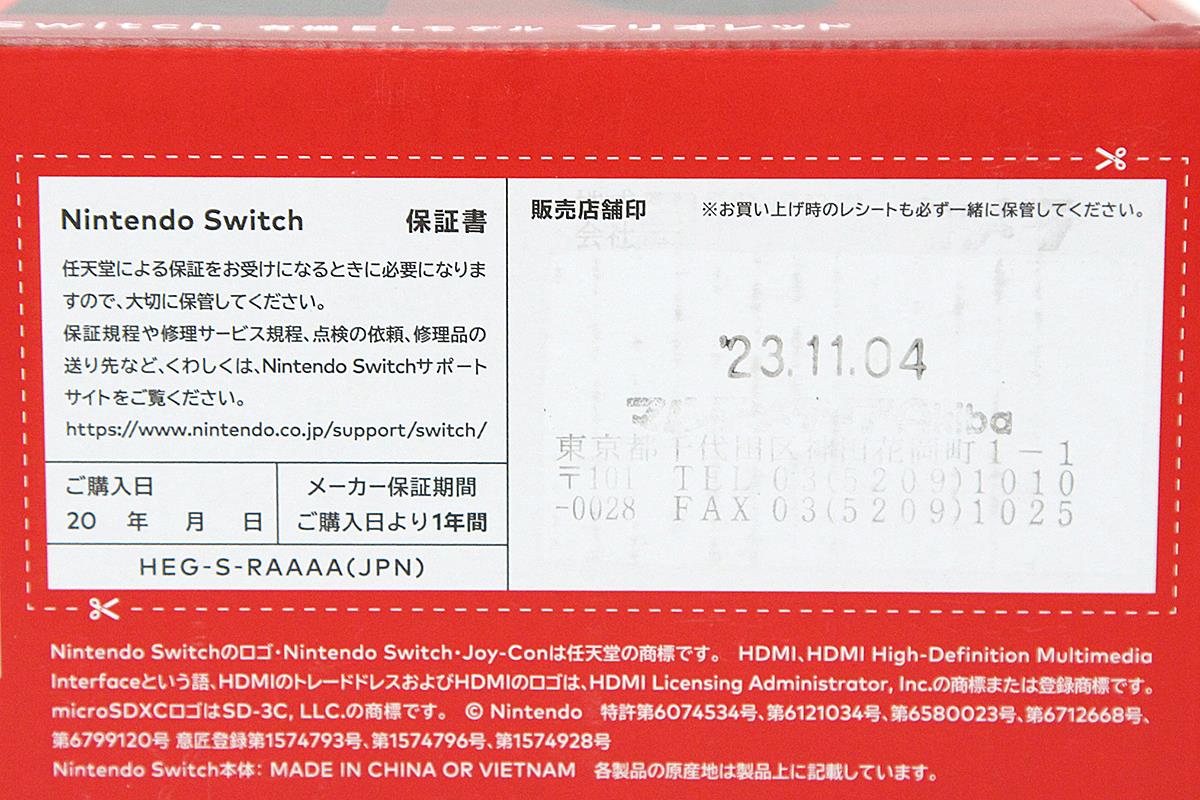 Nintendo Switch 保証書
任天堂による保証をお受けになるときに必要になりま
すので、大切に保管してください。
保証規程や修理サービス規程、点検の依頼、修理品の
送り先など、くわしくは、Nintendo Switchサポート
サイトをご覧ください。
https://www.nintendo.co.jp/support/switch/
ご購入日
20 年 月 日
メーカー保証期間
ご購入日より1年間
HEG-S-RAAAA(JPN)
販売店舗印 ※お買い上げ時のレシートも必ず一緒に保管してください。
'23.11.04
東京都千代田区神田花岡町1-1
〒101 TEL 03(5209)1010
-0028 FAX 03(5209)1025
Nintendo Switchのロゴ・Nintendo Switch・Joy-Conは任天堂の商標です。 HDMI、HDMI High-Definition Multimedia
Interfaceという語、HDMIのトレードドレスおよびHDMIのロゴは、HDMI Licensing Administrator, Inc.の商標または登録商標です。
microSDXCロゴはSD-3C, LLC.の商標です。 © Nintendo 特許第6074534号、第6121034号、第6580023号、第6712668号、
第6799120号 意匠登録第1574793号、第1574796号、第1574928号
Nintendo Switch本体： MADE IN CHINA OR VIETNAM 各製品の原産地は製品上に記載しています。